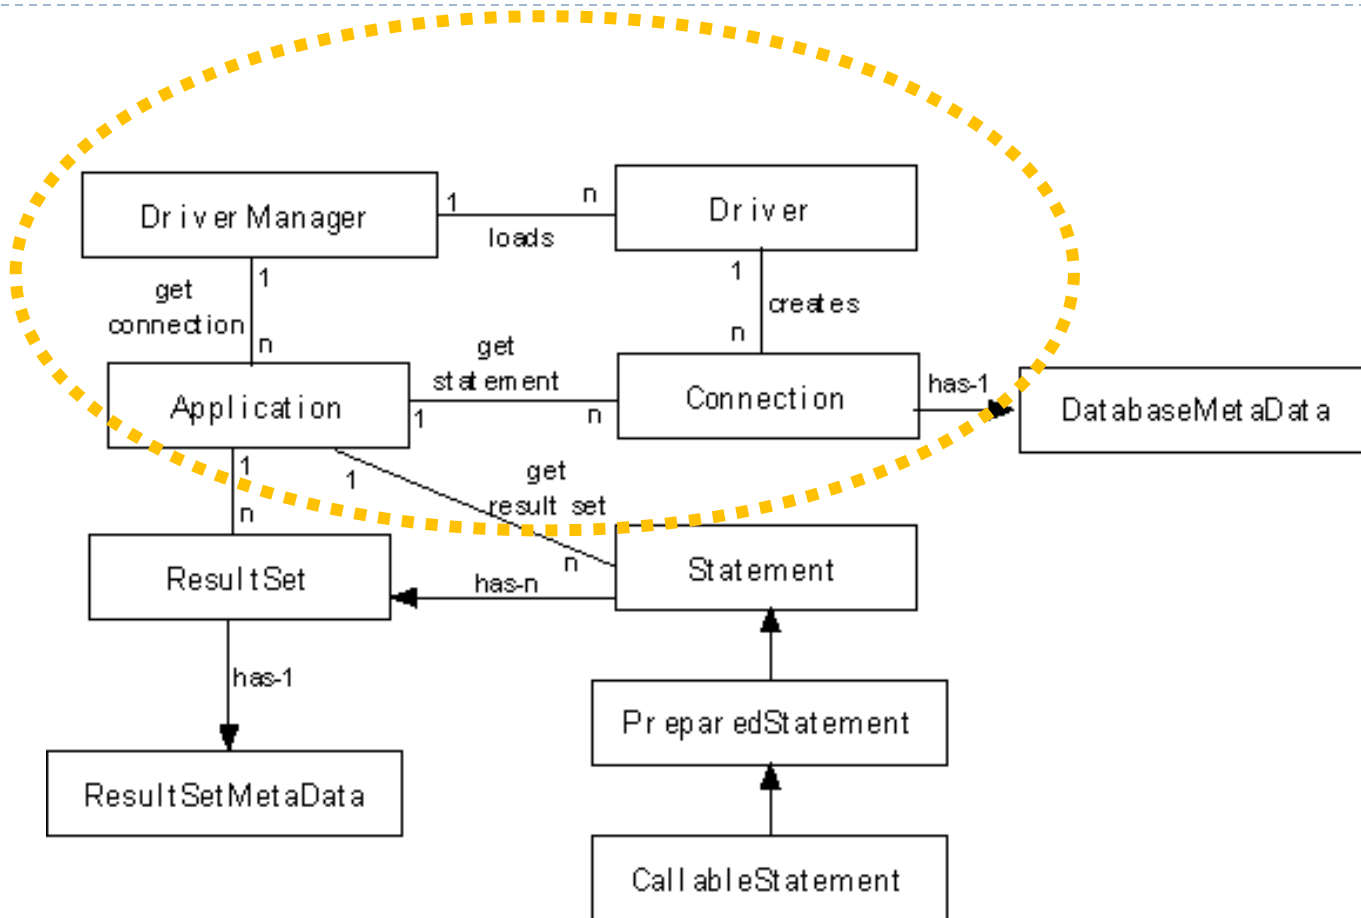 DriverManager
1
n
loads
Driver
get
connection
1
n
1
creates
n
Application
get
statement
1
n
Connection
has-1
DatabaseMetaData
1
n
1
get
result set
n
ResultSet
has-n
Statement
has-1
PreparedStatement
ResultSetMetaData
CallableStatement